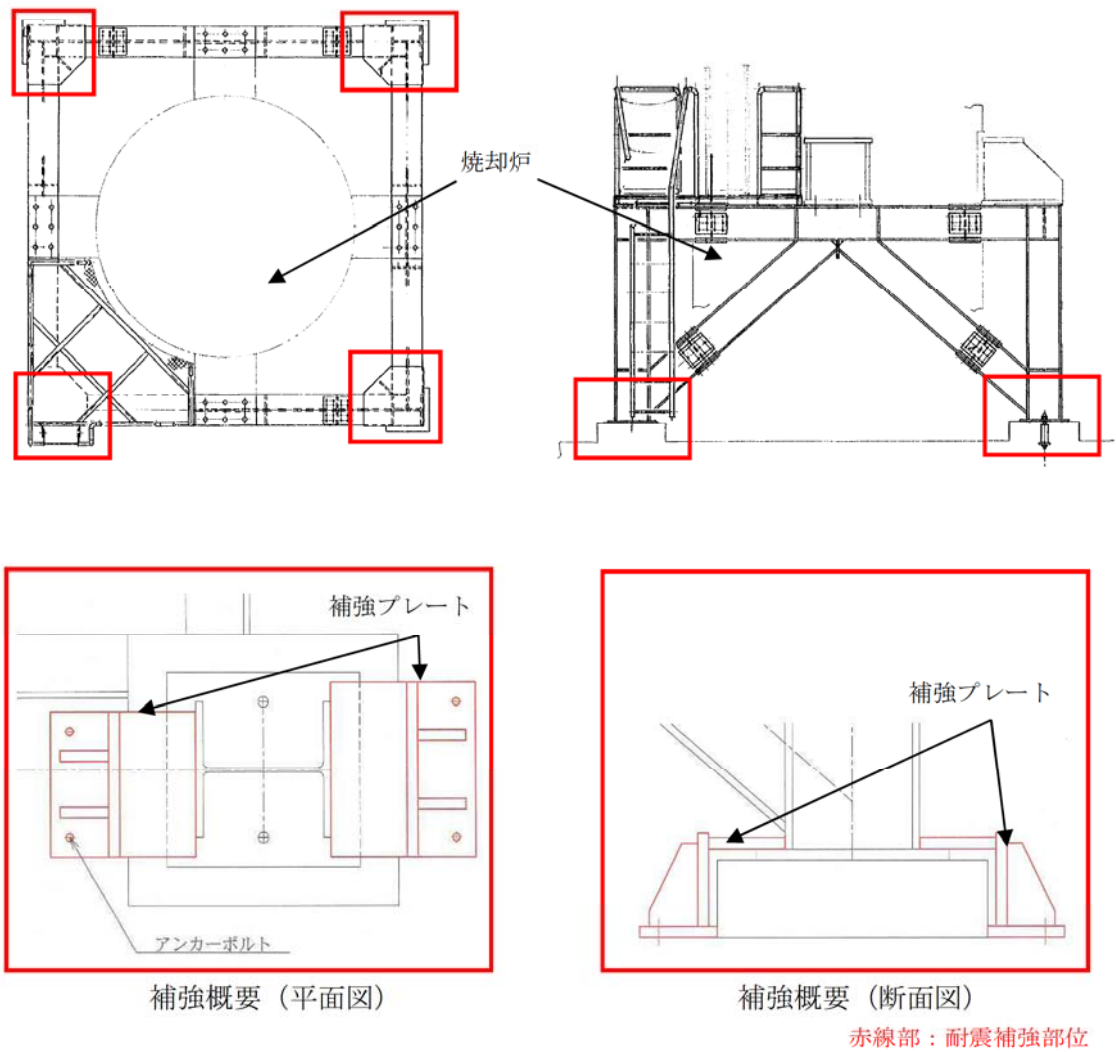 焼却炉
補強プレート
アンカーボルト
補強概要（平面図）
補強プレート
補強概要（断面図）
赤線部：耐震補強部位